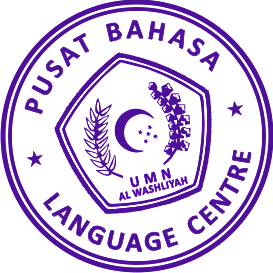 PUSAT BAHASA
UMN
AL WASHLIYAH
LANGUAGE CENTRE